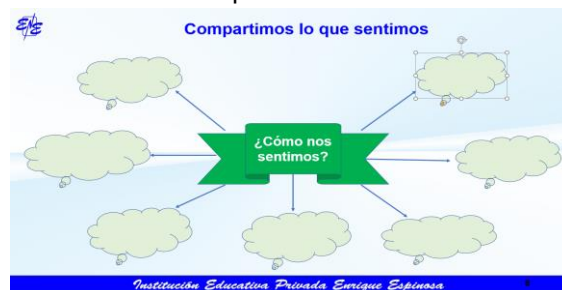 Compartimos lo que sentimos
¿Cómo nos
sentimos?
Institución Educativa Privada Enrique Espinosa